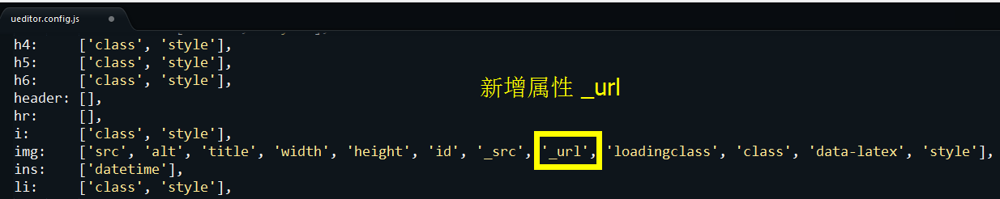 ueditor.config.js
h4: ['class', 'style'],
h5: ['class', 'style'],
h6: ['class', 'style'],
新增属性 _url
header: [],
hr: [],
i: ['class', 'style'],
img: ['src', 'alt', 'title', 'width', 'height', 'id', '_src', '_url', 'loadingclass', 'class', 'data-latex', 'style'],
ins: ['datetime'],
li: ['class', 'style'],